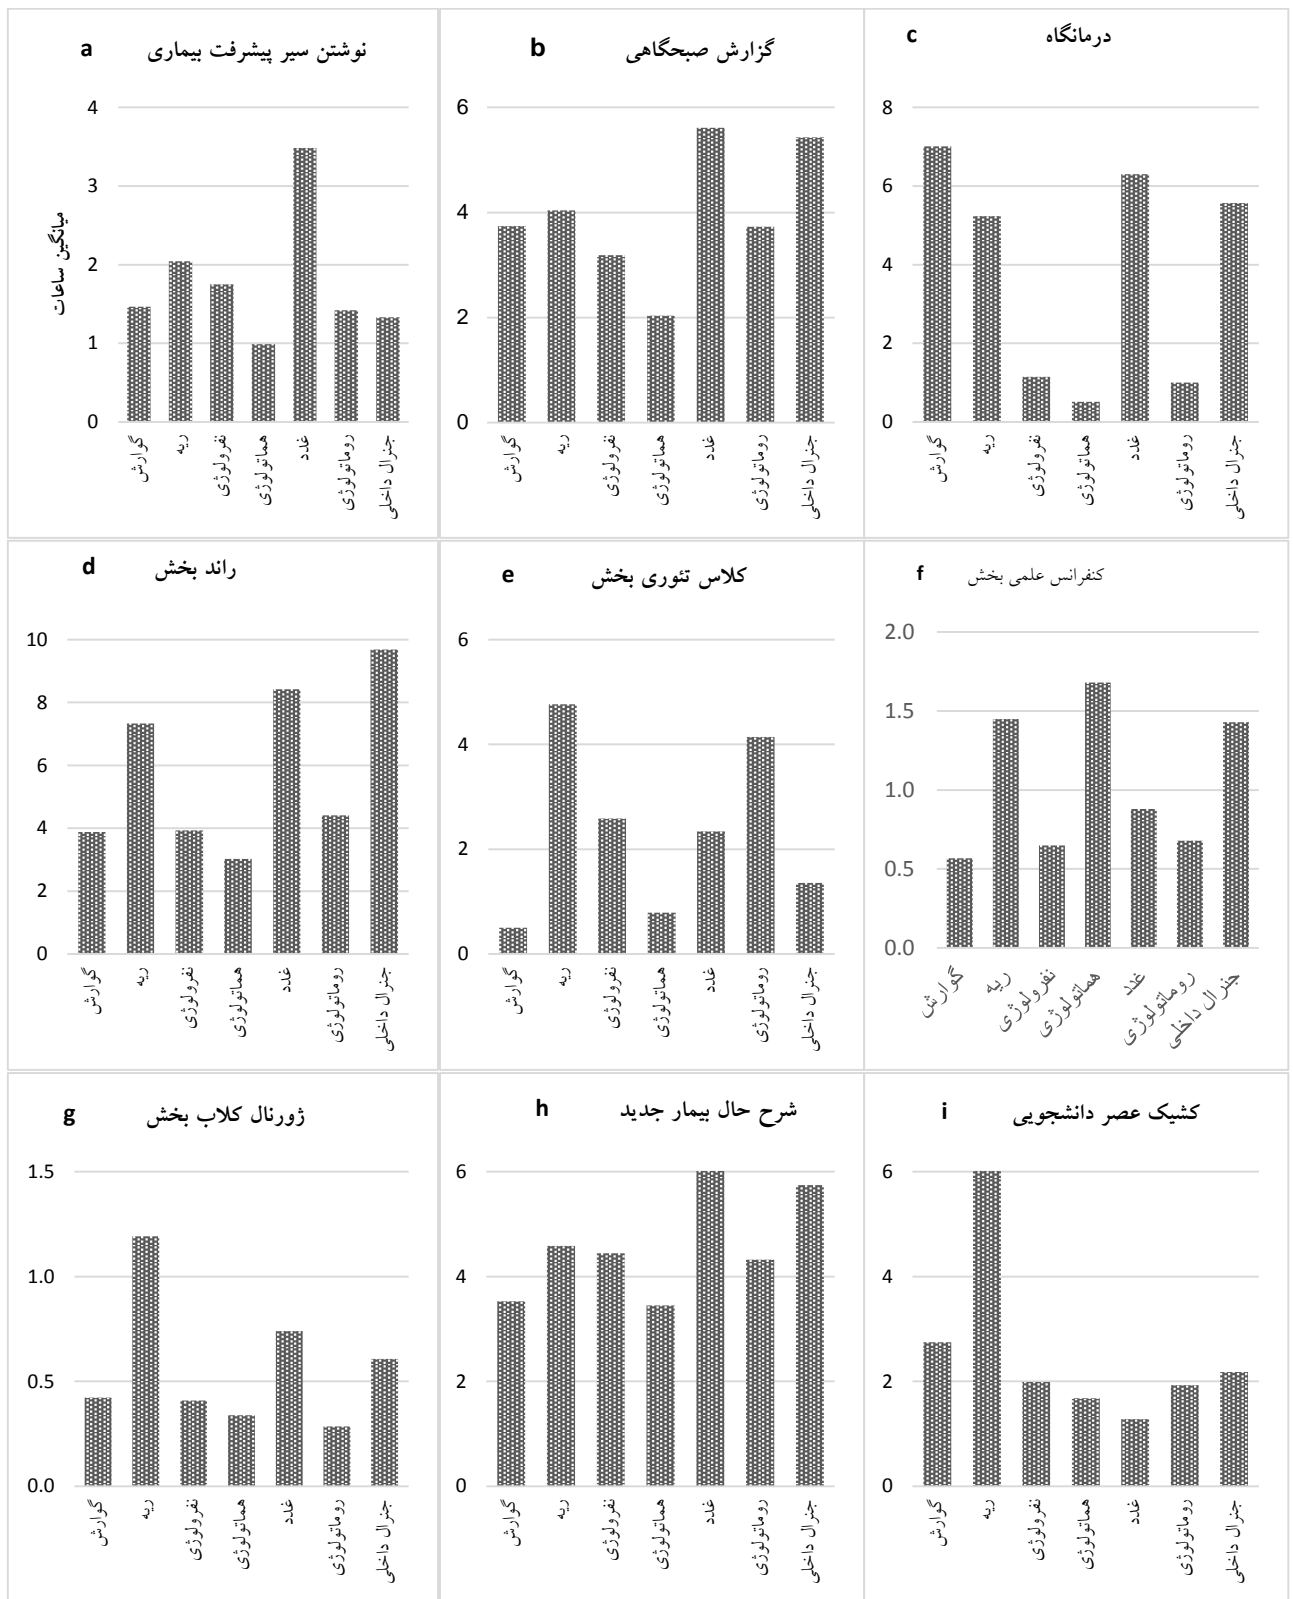 a نوشتن سیر پیشرفت بیماری
4
3
2
1
0
میانگین ساعات
گوارش
ریه
نفرولوژی
هماتولوژی
غدد
روماتولوژی
جنرال داخلی
b گزارش صبحگاهی
6
4
2
0
گوارش
ریه
نفرولوژی
هماتولوژی
غدد
روماتولوژی
جنرال داخلی
c درمانگاه
8
6
4
2
0
گوارش
ریه
نفرولوژی
هماتولوژی
غدد
روماتولوژی
جنرال داخلی
d راند بخش
10
8
6
4
2
0
گوارش
ریه
نفرولوژی
هماتولوژی
غدد
روماتولوژی
جنرال داخلی
e کلاس تئوری بخش
6
4
2
0
گوارش
ریه
نفرولوژی
هماتولوژی
غدد
روماتولوژی
جنرال داخلی
f کنفرانس علمی بخش
2.0
1.5
1.0
0.5
0.0
گوارش
ریه
نفرولوژی
هماتولوژی
غدد
روماتولوژی
جنرال داخلی
g ژورنال کلاب بخش
1.5
1.0
0.5
0.0
گوارش
ریه
نفرولوژی
هماتولوژی
غدد
روماتولوژی
جنرال داخلی
h شرح حال بیمار جدید
6
4
2
0
گوارش
ریه
نفرولوژی
هماتولوژی
غدد
روماتولوژی
جنرال داخلی
i کشیک عصر دانشجویی
6
4
2
0
گوارش
ریه
نفرولوژی
هماتولوژی
غدد
روماتولوژی
جنرال داخلی